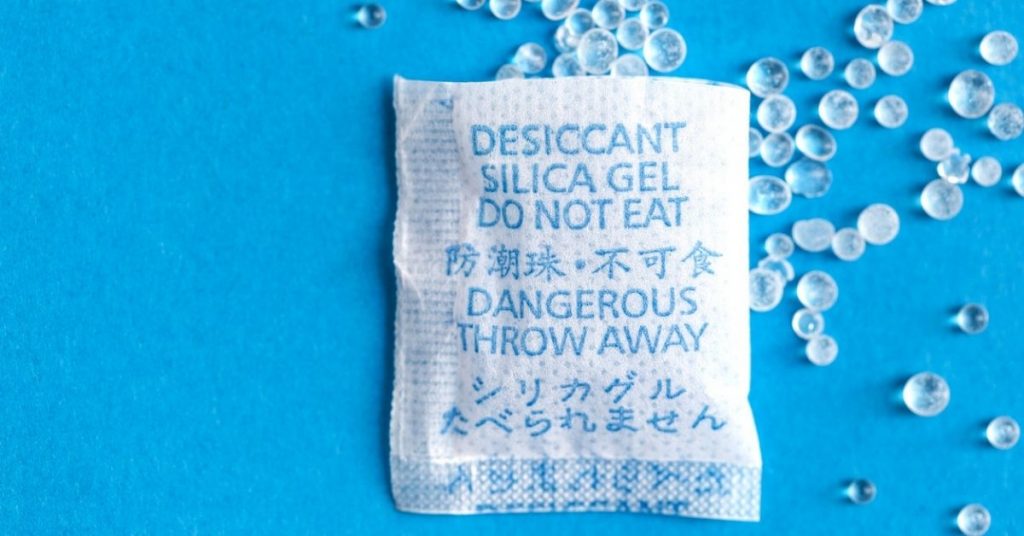 DESICCANT
SILICA GEL
DO NOT EAT
防潮珠·不可食
DANGEROUS
THROW AWAY
シリカゲル
たべられません